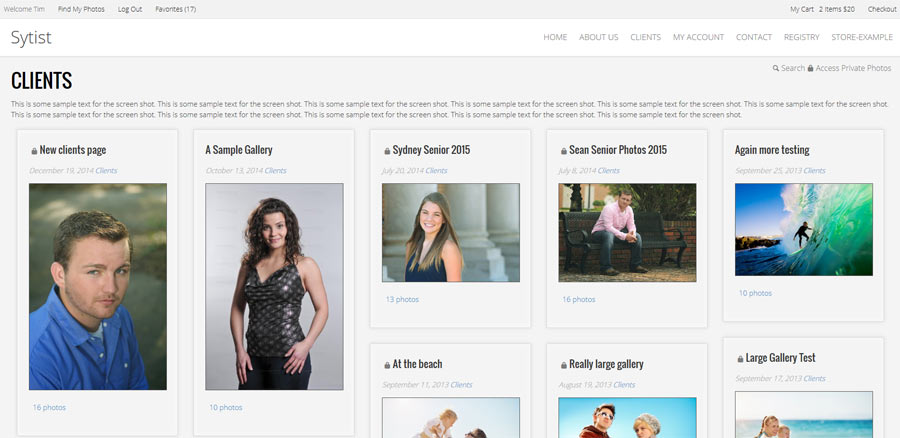 Welcome Tim Find My Photos Log Out Favorites (17) My Cart 2 Items $20 Checkout
Sytist HOME ABOUT US CLIENTS MY ACCOUNT CONTACT REGISTRY STORE-EXAMPLE
Search Access Private Photos
CLIENTS
This is some sample text for the screen shot. This is some sample text for the screen shot. This is some sample text for the screen shot. This is some sample text for the screen shot. This is some sample text for the screen shot. This is some sample text for the screen shot.
This is some sample text for the screen shot. This is some sample text for the screen shot. This is some sample text for the screen shot. This is some sample text for the screen shot. This is some sample text for the screen shot.
New clients page
December 19, 2014 Clients
16 photos
A Sample Gallery
October 13, 2014 Clients
10 photos
Sydney Senior 2015
July 20, 2014 Clients
13 photos
Sean Senior Photos 2015
July 8, 2014 Clients
16 photos
Again more testing
September 25, 2013 Clients
10 photos
At the beach
September 11, 2013 Clients
Really large gallery
August 19, 2013 Clients
Large Gallery Test
September 17, 2013 Clients